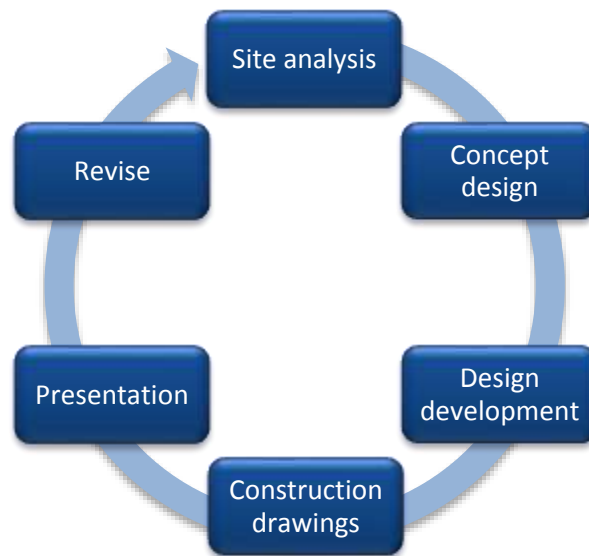 Site analysis
Concept
design
Design
development
Construction
drawings
Presentation
Revise